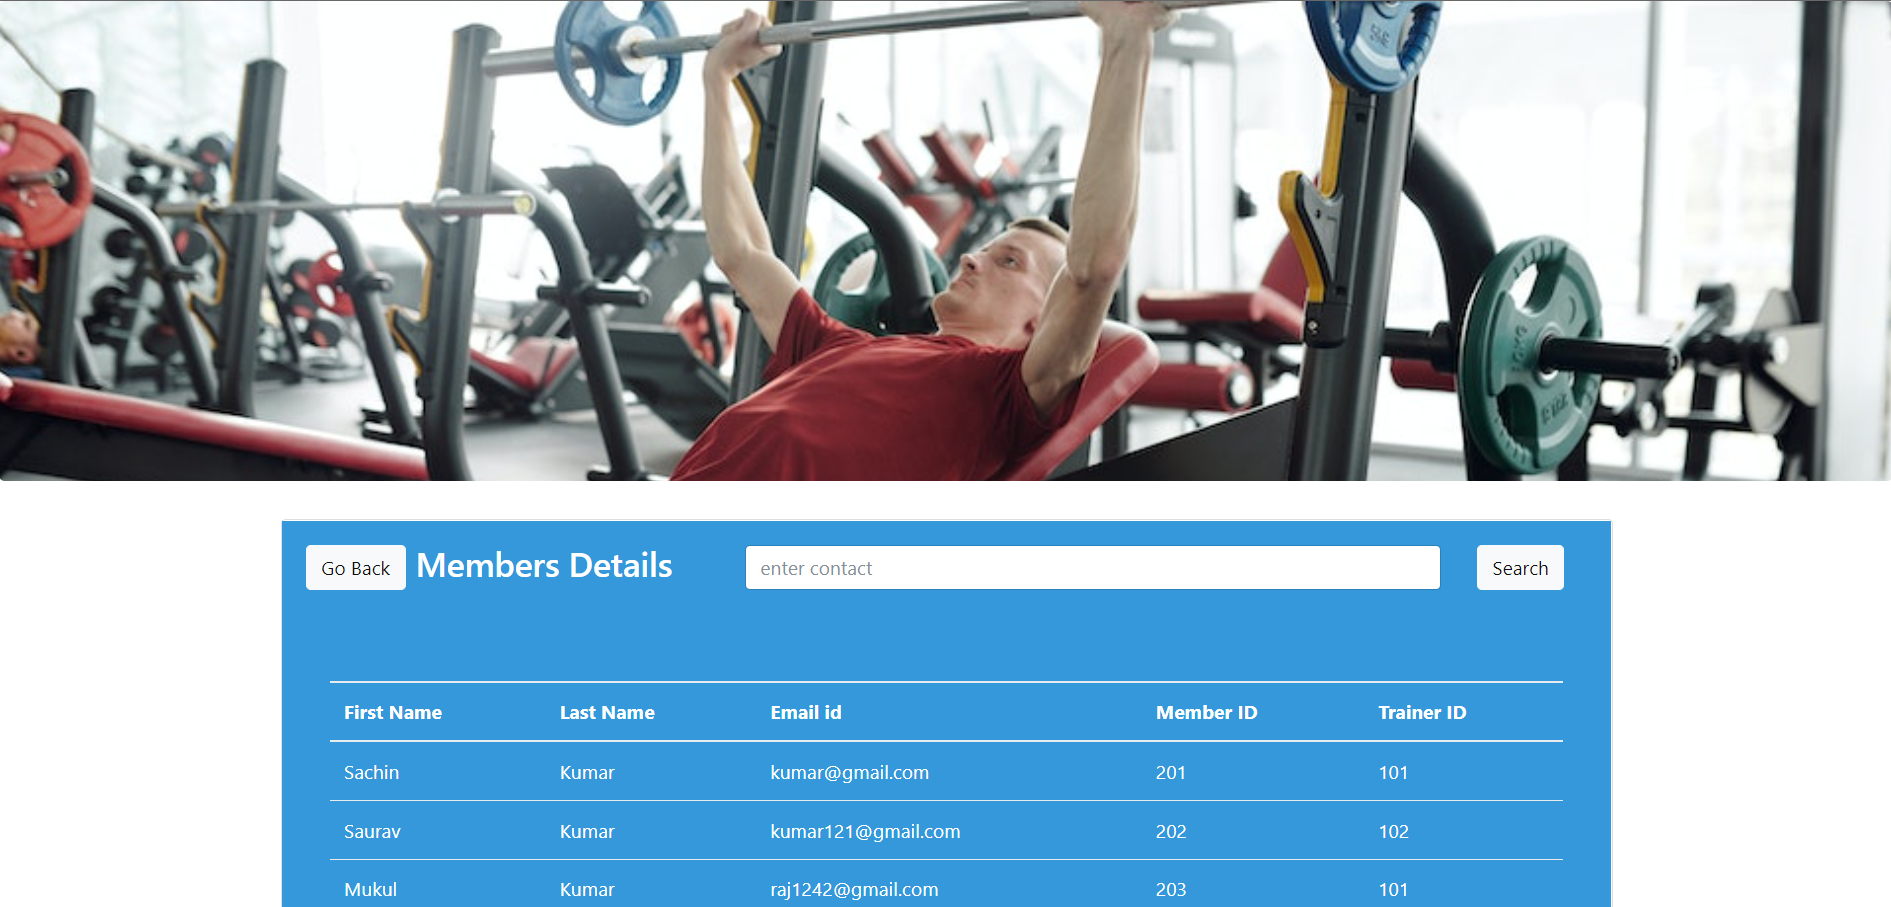 Go Back Members Details enter contact Search
First Name Last Name Email id Member ID Trainer ID
Sachin Kumar kumar@gmail.com 201 101
Saurav Kumar kumar121@gmail.com 202 102
Mukul Kumar raj1242@gmail.com 203 101